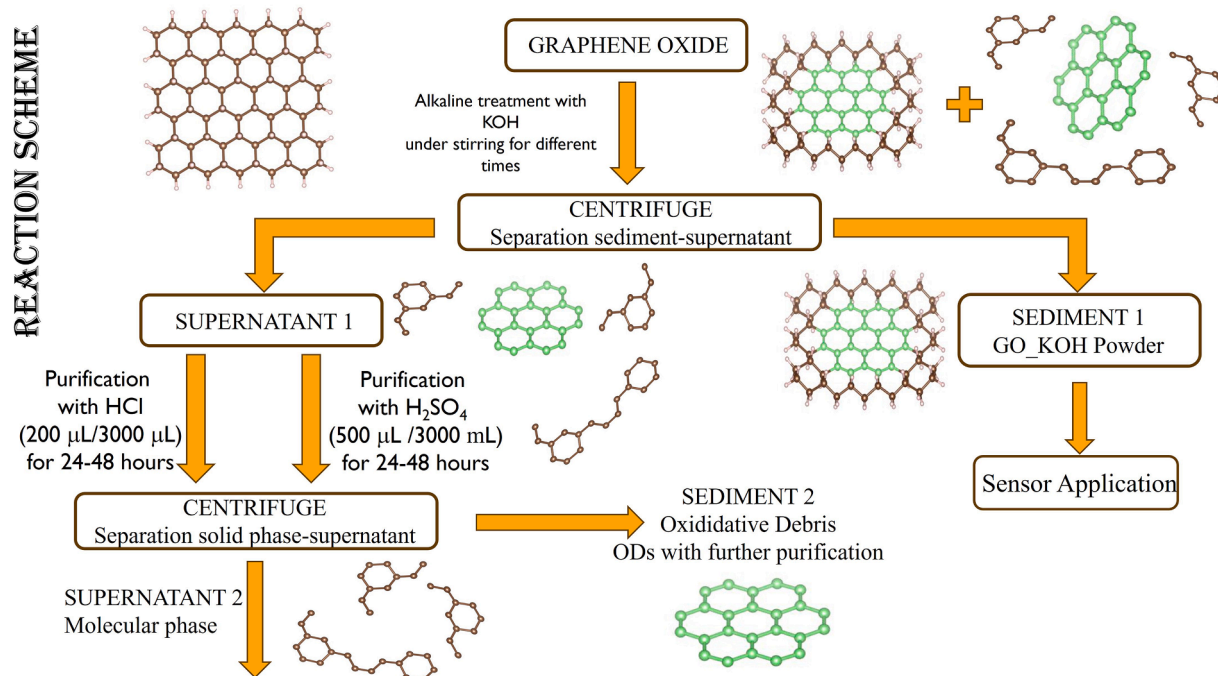 REACTION SCHEME
GRAPHENE OXIDE
Alkaline treatment with
KOH
under stirring for different
times
CENTRIFUGE
Separation sediment-supernatant
SUPERNATANT 1
SEDIMENT 1
GO_KOH Powder
Purification
with HCl
(200 μL/3000 μL)
for 24-48 hours
Purification
with H₂SO₄
(500 μL /3000 mL)
for 24-48 hours
Sensor Application
CENTRIFUGE
Separation solid phase-supernatant
SEDIMENT 2
Oxididative Debris
ODs with further purification
SUPERNATANT 2
Molecular phase